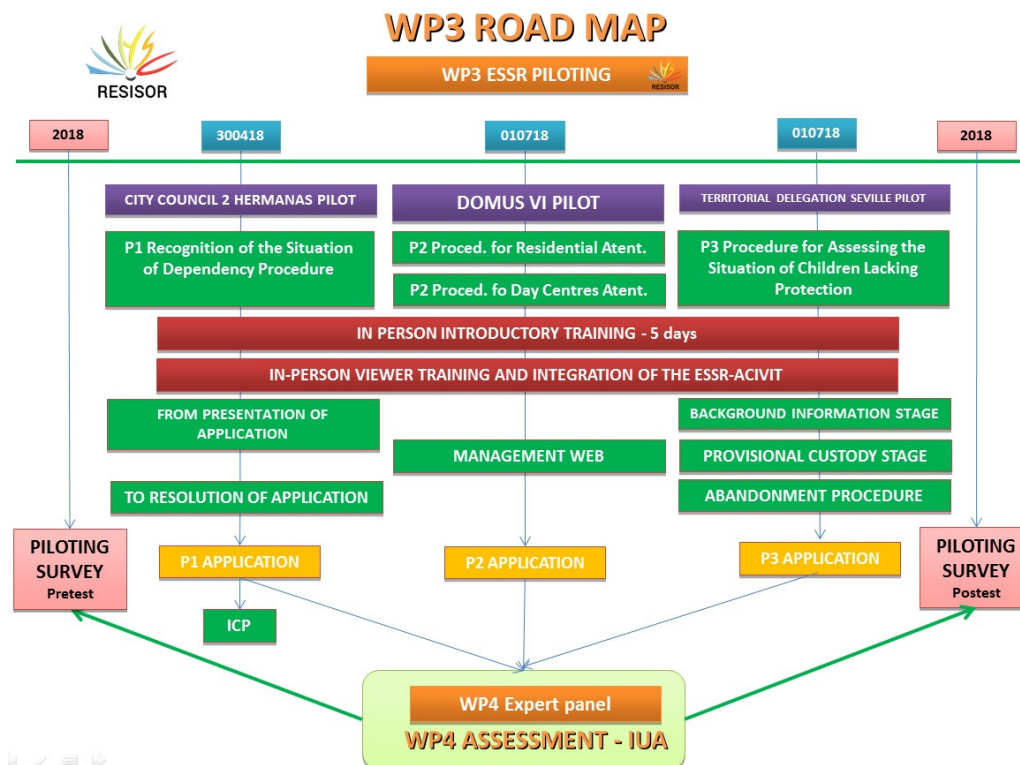 WP3 ROAD MAP
RESISOR
WP3 ESSR PILOTING
2018
300418
010718
010718
2018
CITY COUNCIL 2 HERMANAS PILOT
DOMUS VI PILOT
TERRITORIAL DELEGATION SEVILLE PILOT
P1 Recognition of the Situation
of Dependency Procedure
P2 Proced. for Residential Atent.
P2 Proced. fo Day Centres Atent.
P3 Procedure for Assessing the
Situation of Children Lacking
Protection
IN PERSON INTRODUCTORY TRAINING - 5 days
IN-PERSON VIEWER TRAINING AND INTEGRATION OF THE ESSR-ACIVIT
FROM PRESENTATION OF
APPLICATION
TO RESOLUTION OF APPLICATION
MANAGEMENT WEB
BACKGROUND INFORMATION STAGE
PROVISIONAL CUSTODY STAGE
ABANDONMENT PROCEDURE
PILOTING
SURVEY
Pretest
P1 APPLICATION
P2 APPLICATION
P3 APPLICATION
PILOTING
SURVEY
Postest
ICP
WP4 Expert panel
WP4 ASSESSMENT - IUA